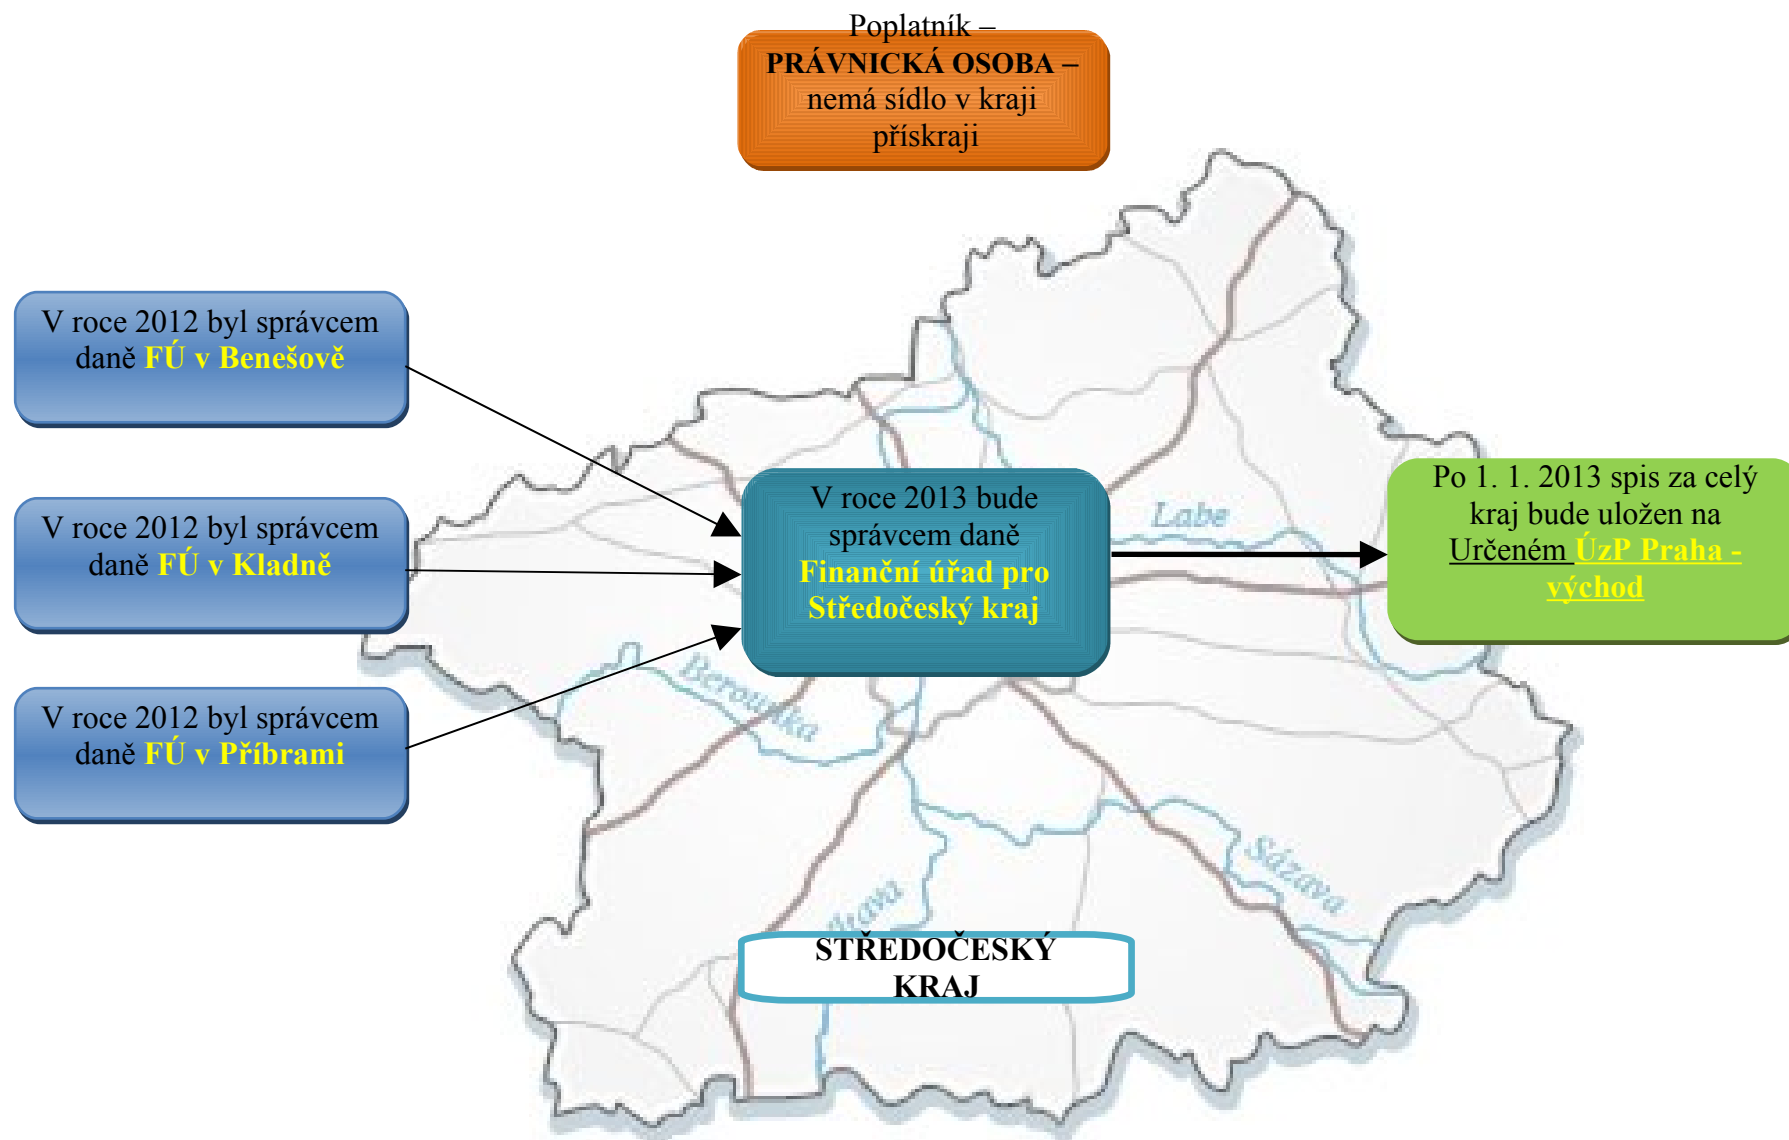 Poplatník –
PRÁVNICKÁ OSOBA –
nemá sídlo v kraji
přískraji
V roce 2012 byl správcem
daně FÚ v Benešově
V roce 2012 byl správcem
daně FÚ v Kladně
V roce 2012 byl správcem
daně FÚ v Příbrami
V roce 2013 bude
správcem daně
Finanční úřad pro
Středočeský kraj
Po 1. 1. 2013 spis za celý
kraj bude uložen na
Určeném ÚzP Praha -
východ
Labe
Berounka
Sázava
STŘEDOČESKÝ
KRAJ